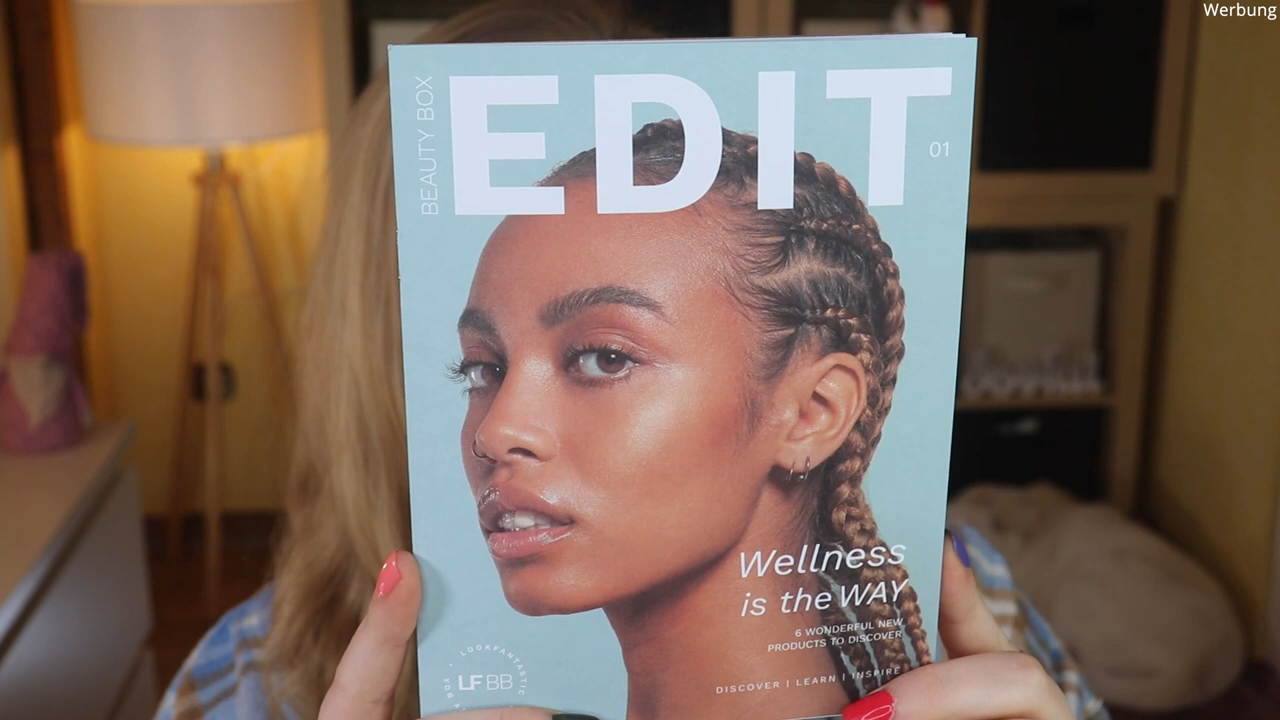 Werbung
BEAUTY BOX
EDIT
01
Wellness
is the WAY
6 WONDERFUL NEW
PRODUCTS TO DISCOVER
DISCOVER | LEARN | INSPIRE
LOOKFANTASTIC
BOX
LF BB